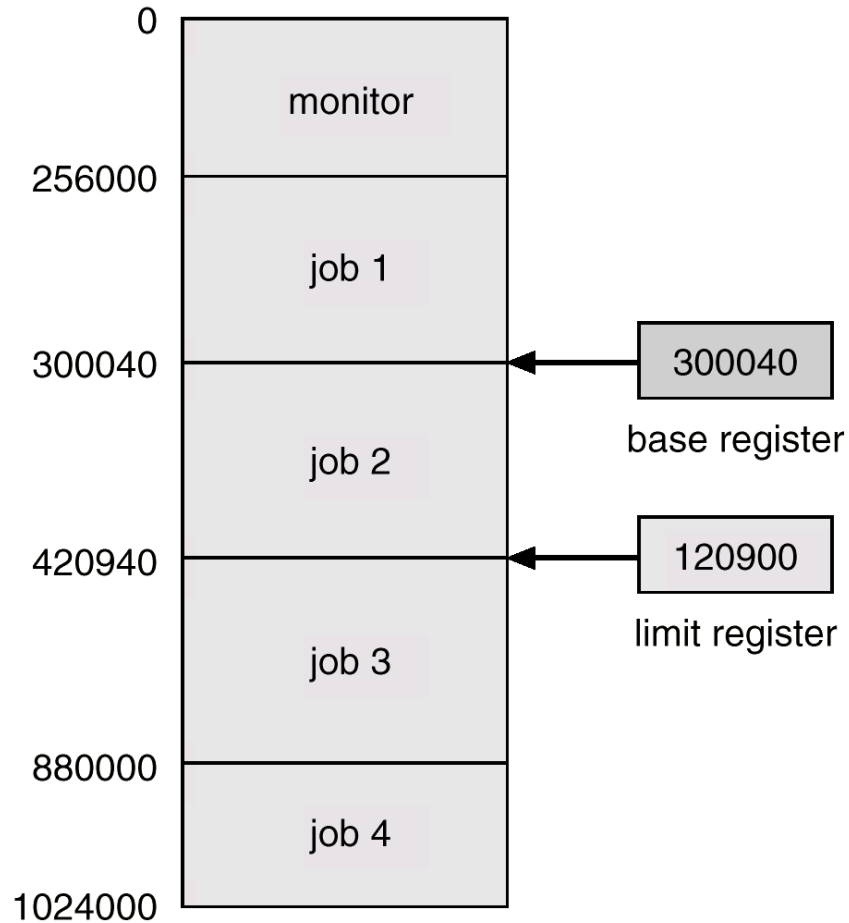 0
monitor
256000
job 1
300040
300040
base register
job 2
420940
120900
limit register
job 3
880000
job 4
1024000